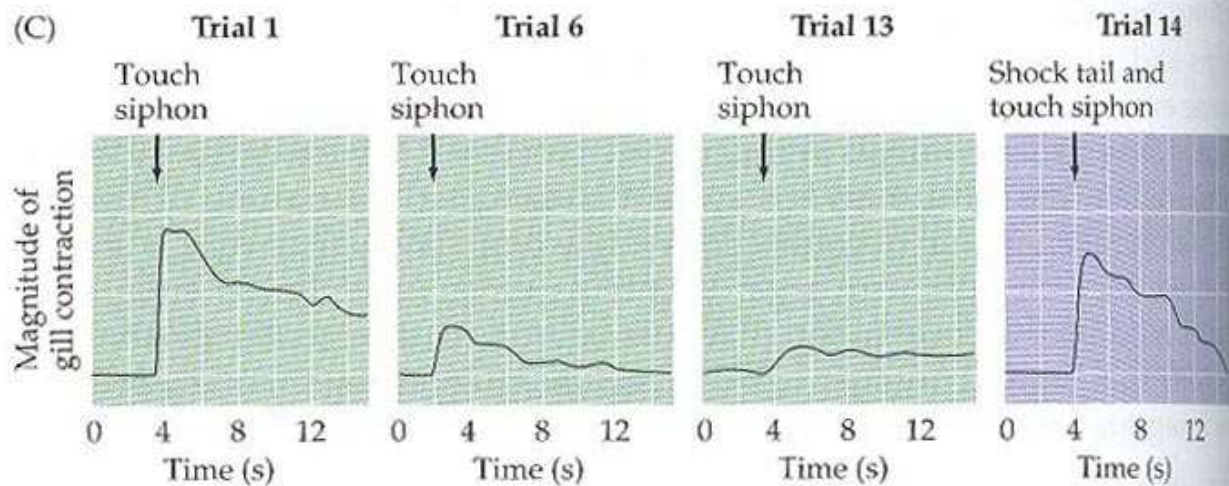 (C)
Trial 1
Trial 6
Trial 13
Trial 14
Touch
siphon
Touch
siphon
Touch
siphon
Shock tail and
touch siphon
Magnitude of
gill contraction
0 4 8 12
0 4 8 12
0 4 8 12
0 4 8 12
Time (s)
Time (s)
Time (s)
Time (s)